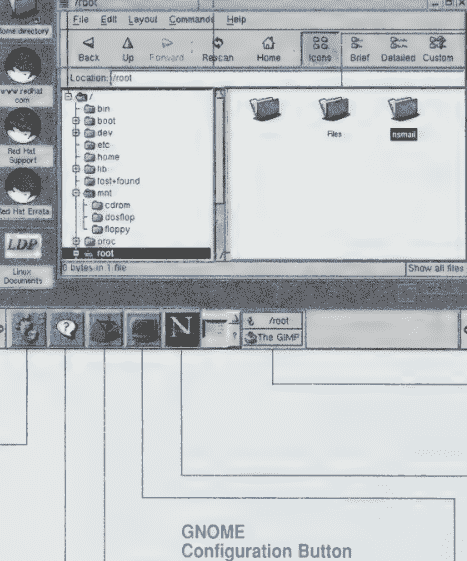 /root
File Edit Layout Commands Help
Back Up Forward Rescan Home Icons Brief Detailed Custom
Location: /root
Home directory
www.redhat
com
Red Hat
Support
Red Hat Errata
LDP
Linux
Documents
/
bin
boot
dev
etc
home
lib
lost+found
mnt
cdrom
dosflop
floppy
proc
root
Files
nsmail
0 bytes in 1 file
Show all files
N
?
/root
The GIMP
GNOME
Configuration Button